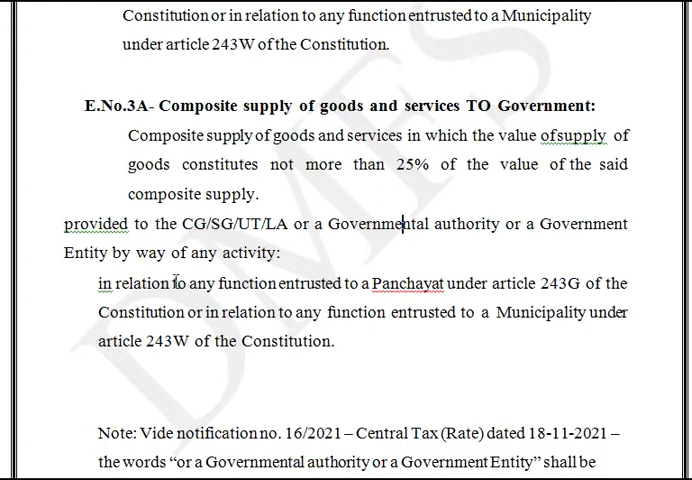 Constitution or in relation to any function entrusted to a Municipality
under article 243W of the Constitution.
E.No.3A- Composite supply of goods and services TO Government:
Composite supply of goods and services in which the value ofsupply of
goods constitutes not more than 25% of the value of the said
composite supply.
provided to the CG/SG/UT/LA or a Governmental authority or a Government
Entity by way of any activity:
in relation to any function entrusted to a Panchayat under article 243G of the
Constitution or in relation to any function entrusted to a Municipality under
article 243W of the Constitution.
Note: Vide notification no. 16/2021 – Central Tax (Rate) dated 18-11-2021 –
the words “or a Governmental authority or a Government Entity” shall be
DMFS